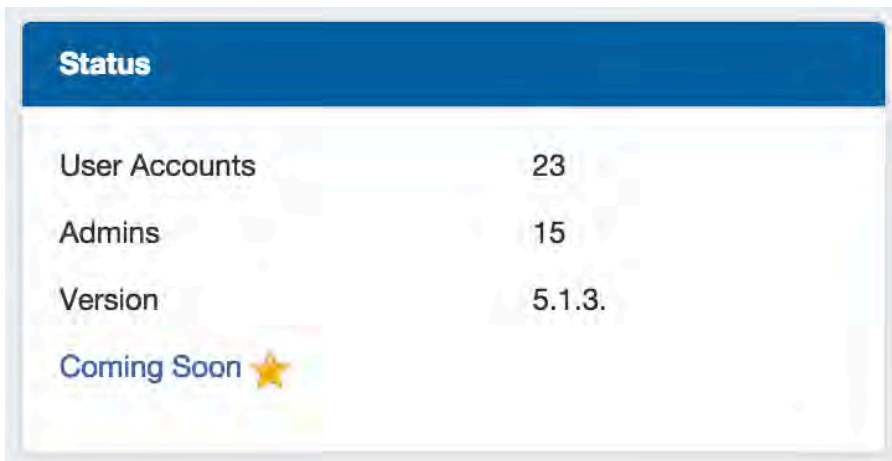 Status
User Accounts 23
Admins 15
Version 5.1.3.
Coming Soon